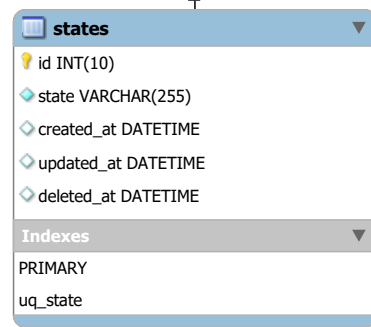 states
id INT(10)
state VARCHAR(255)
created_at DATETIME
updated_at DATETIME
deleted_at DATETIME
Indexes
PRIMARY
uq_state